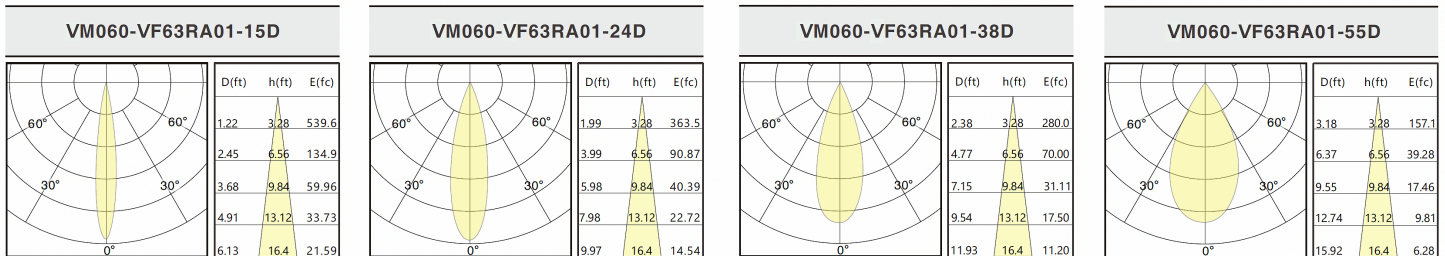 VM060-VF63RA01-15D
60° 60°
30° 30°
0°
D(ft) h(ft) E(fc)
1.22 3.28 539.6
2.45 6.56 134.9
3.68 9.84 59.96
4.91 13.12 33.73
6.13 16.4 21.59
VM060-VF63RA01-24D
60° 60°
30° 30°
0°
D(ft) h(ft) E(fc)
1.99 3.28 363.5
3.99 6.56 90.87
5.98 9.84 40.39
7.98 13.12 22.72
9.97 16.4 14.54
VM060-VF63RA01-38D
60° 60°
30° 30°
0°
D(ft) h(ft) E(fc)
2.38 3.28 280.0
4.77 6.56 70.00
7.15 9.84 31.11
9.54 13.12 17.50
11.93 16.4 11.20
VM060-VF63RA01-55D
60° 60°
30° 30°
0°
D(ft) h(ft) E(fc)
3.18 3.28 157.1
6.37 6.56 39.28
9.55 9.84 17.46
12.74 13.12 9.81
15.92 16.4 6.28